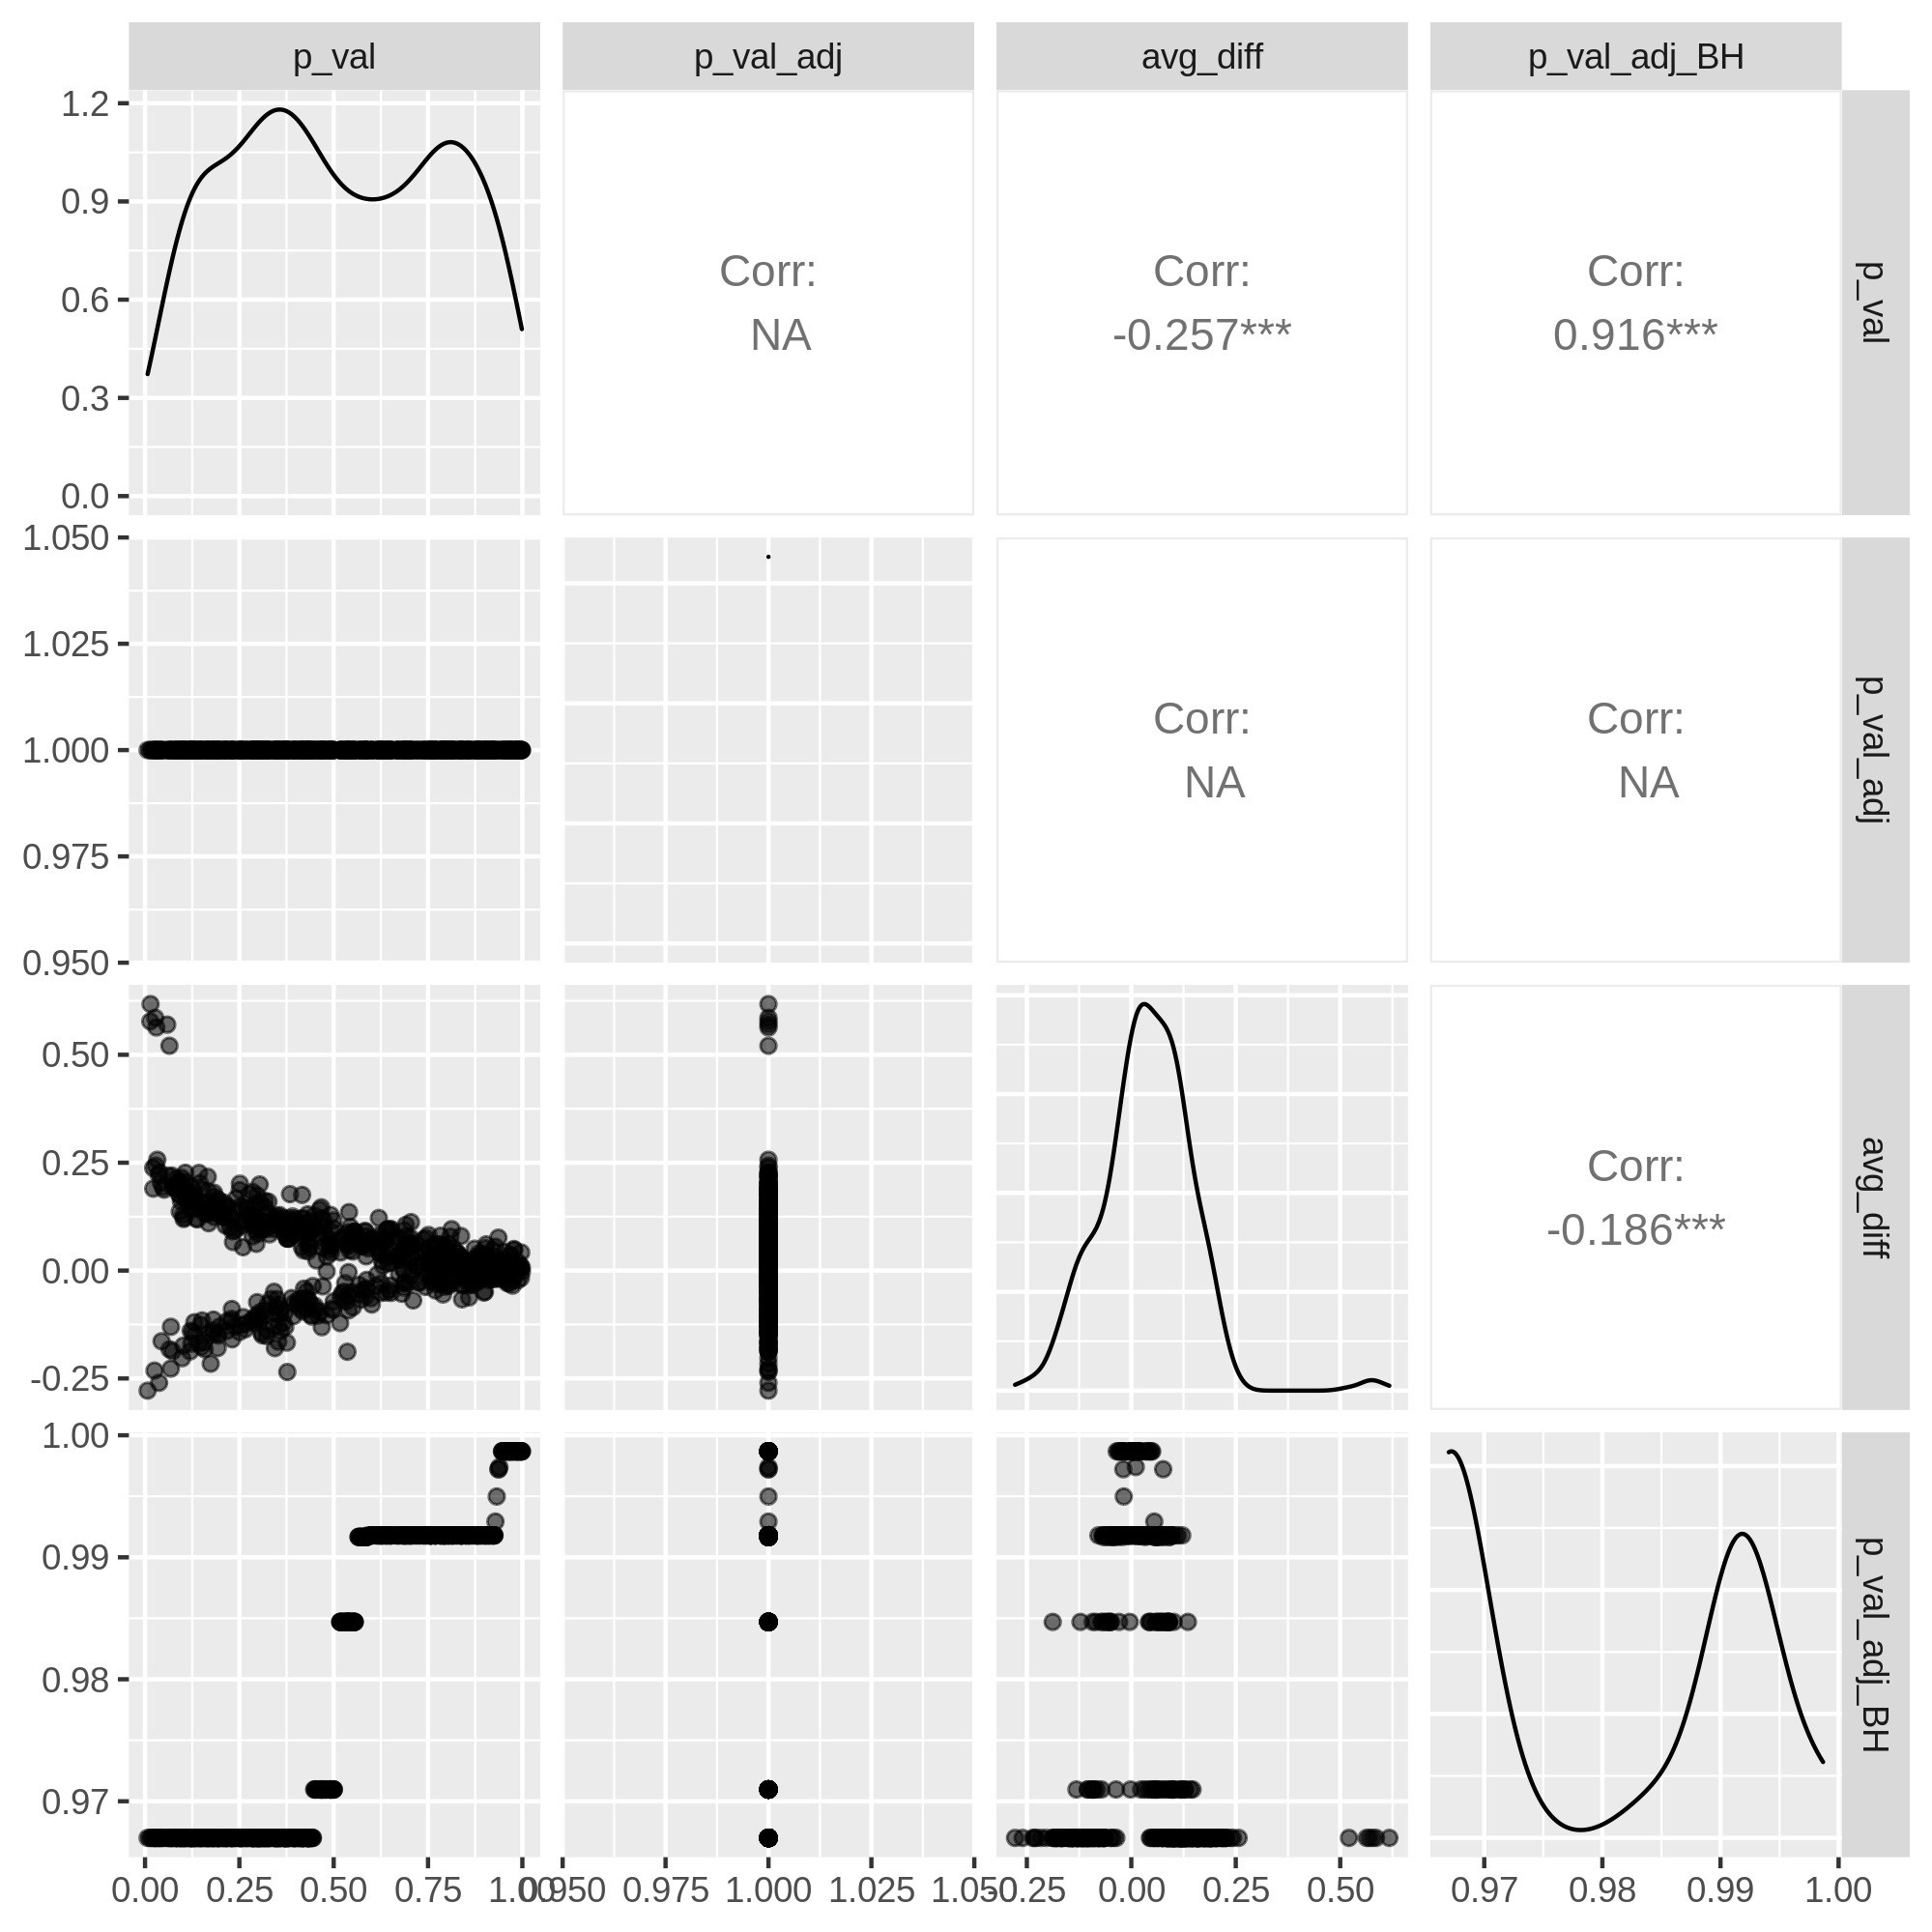 p_val p_val_adj avg_diff p_val_adj_BH
1.2
0.9
0.6
0.3
0.0
Corr:
NA
Corr:
-0.257***
Corr:
0.916***
p_val
1.050
1.025
1.000
0.975
0.950
Corr:
NA
Corr:
NA
p_val_adj
0.50
0.25
0.00
-0.25
Corr:
-0.186***
avg_diff
1.00
0.99
0.98
0.97
p_val_adj_BH
0.00 0.25 0.50 0.75 1.00
0.950 0.975 1.000 1.025 1.050
-0.25 0.00 0.25 0.50
0.97 0.98 0.99 1.00